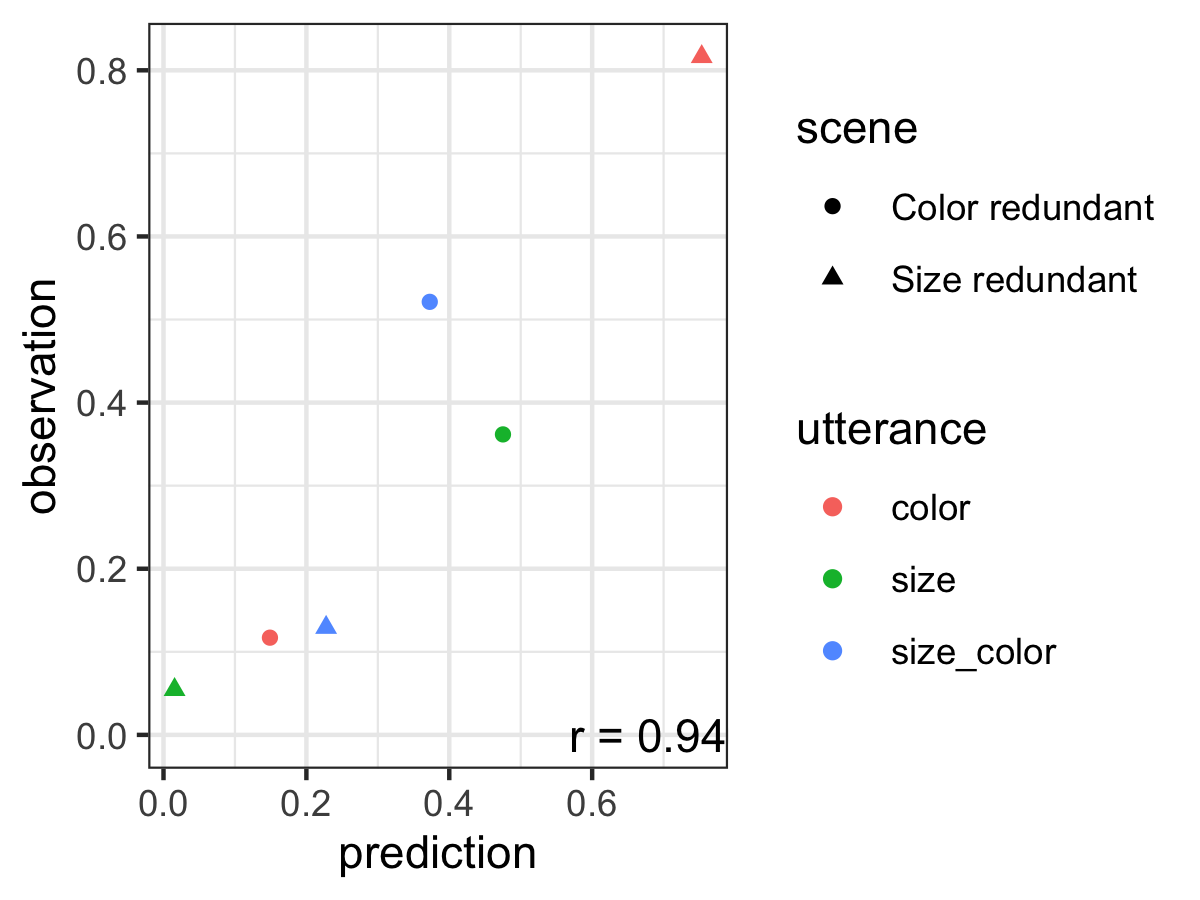 0.8
0.6
0.4
0.2
0.0
observation
r = 0.94
0.0 0.2 0.4 0.6
prediction
scene
Color redundant
Size redundant
utterance
color
size
size_color